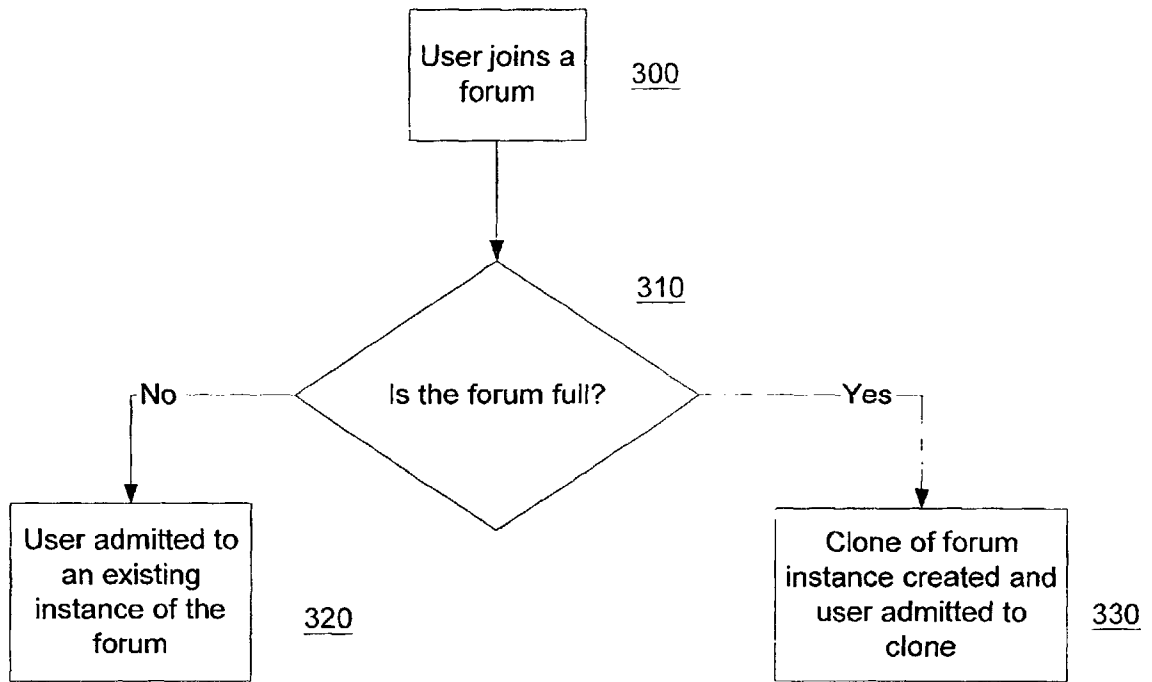 User joins a
forum
300
310
Is the forum full?
No
Yes
User admitted to
an existing
instance of the
forum
320
Clone of forum
instance created and
user admitted to
clone
330